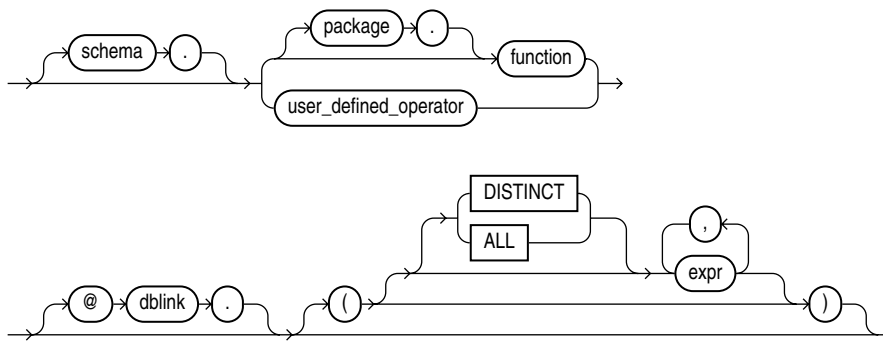 package .
schema . function
user_defined_operator
DISTINCT
ALL ,
@ dblink . ( expr )